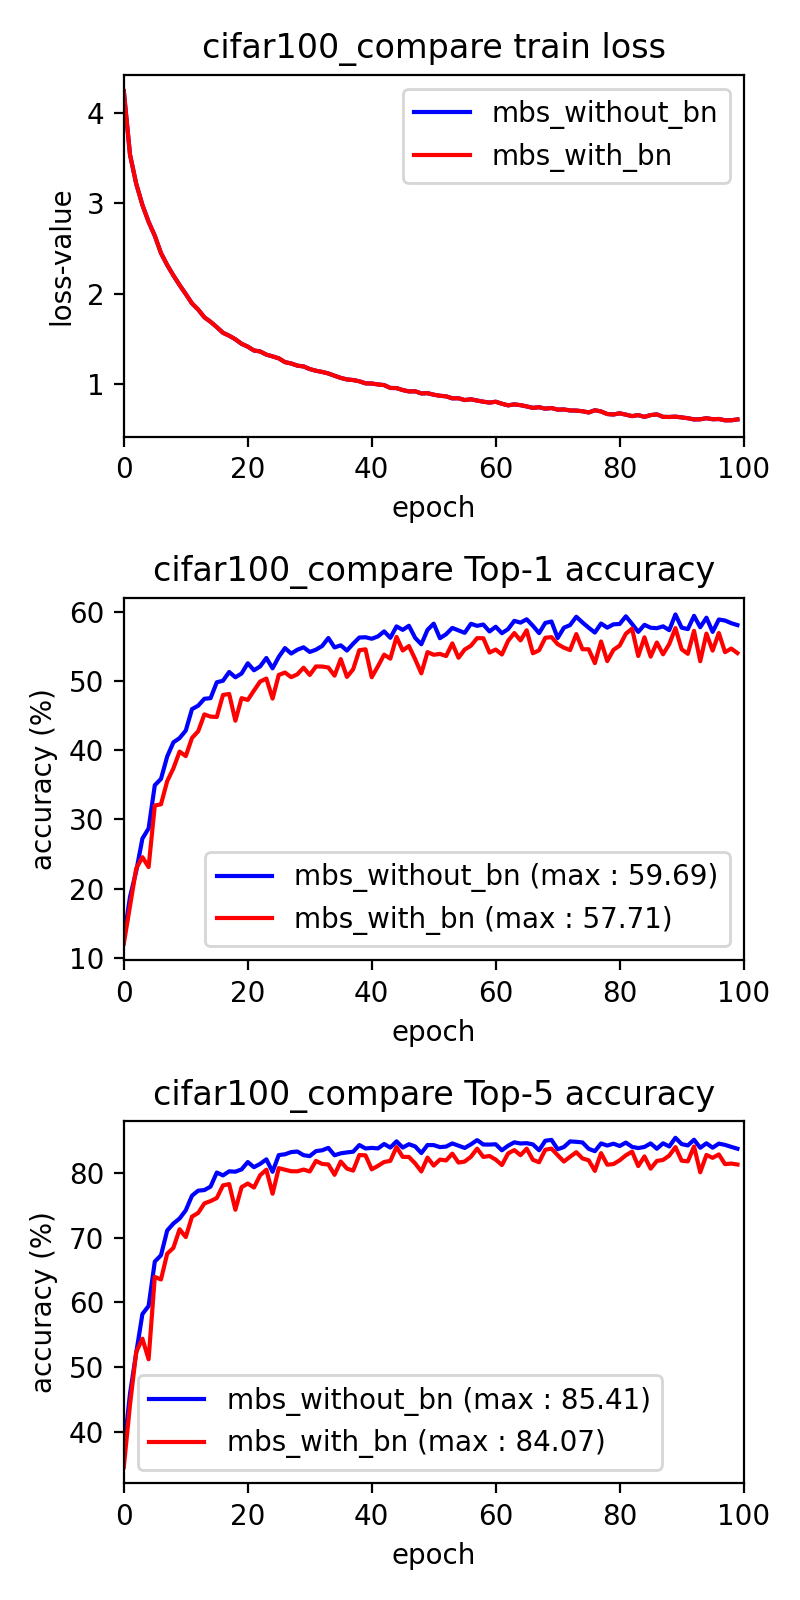 cifar100_compare train loss
mbs_without_bn
mbs_with_bn
loss-value
4
3
2
1
0 20 40 60 80 100
epoch
cifar100_compare Top-1 accuracy
accuracy (%)
60
50
40
30
20
10
mbs_without_bn (max : 59.69)
mbs_with_bn (max : 57.71)
0 20 40 60 80 100
epoch
cifar100_compare Top-5 accuracy
accuracy (%)
80
70
60
50
40
mbs_without_bn (max : 85.41)
mbs_with_bn (max : 84.07)
0 20 40 60 80 100
epoch